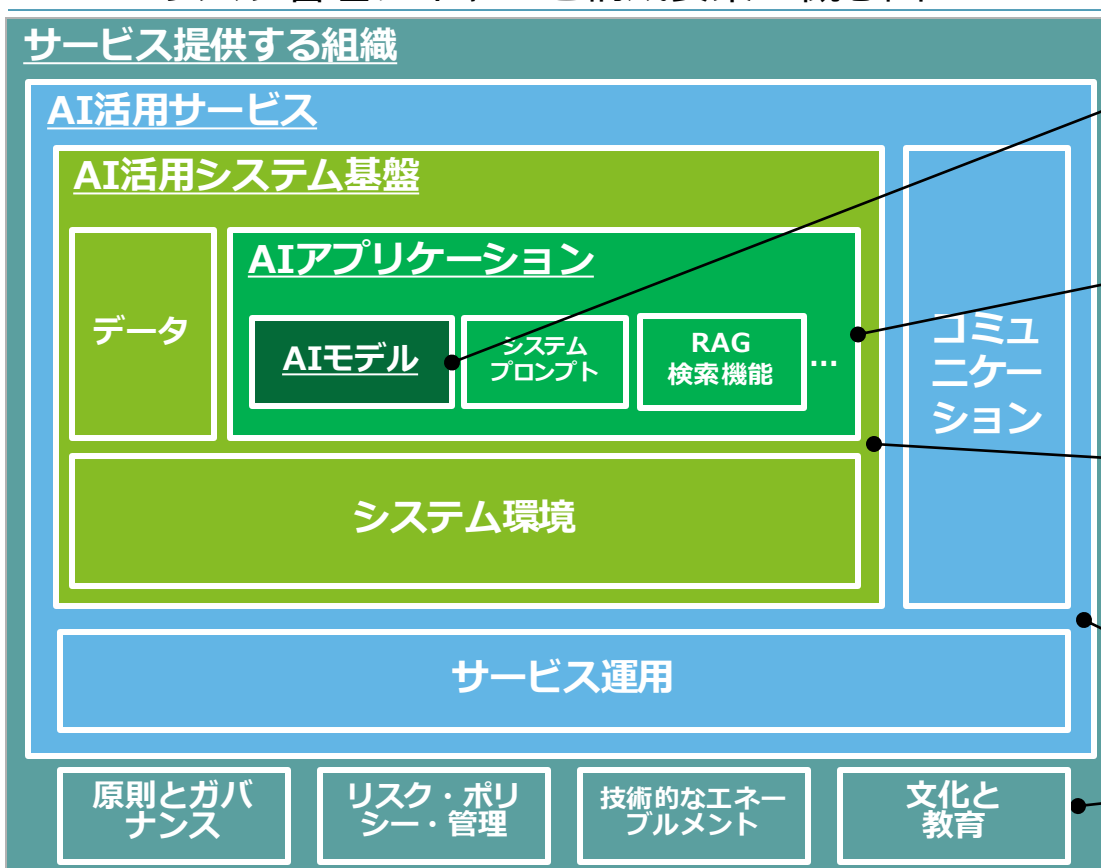 サービス提供する組織
AI活用サービス
AI活用システム基盤
AIアプリケーション
データ
AIモデル
システム
プロンプト
RAG
検索機能
…
コミュ
ニケー
ション
システム環境
サービス運用
原則とガバ
ナンス
リスク・ポリ
シー・管理
技術的なエネー
ブルメント
文化と
教育